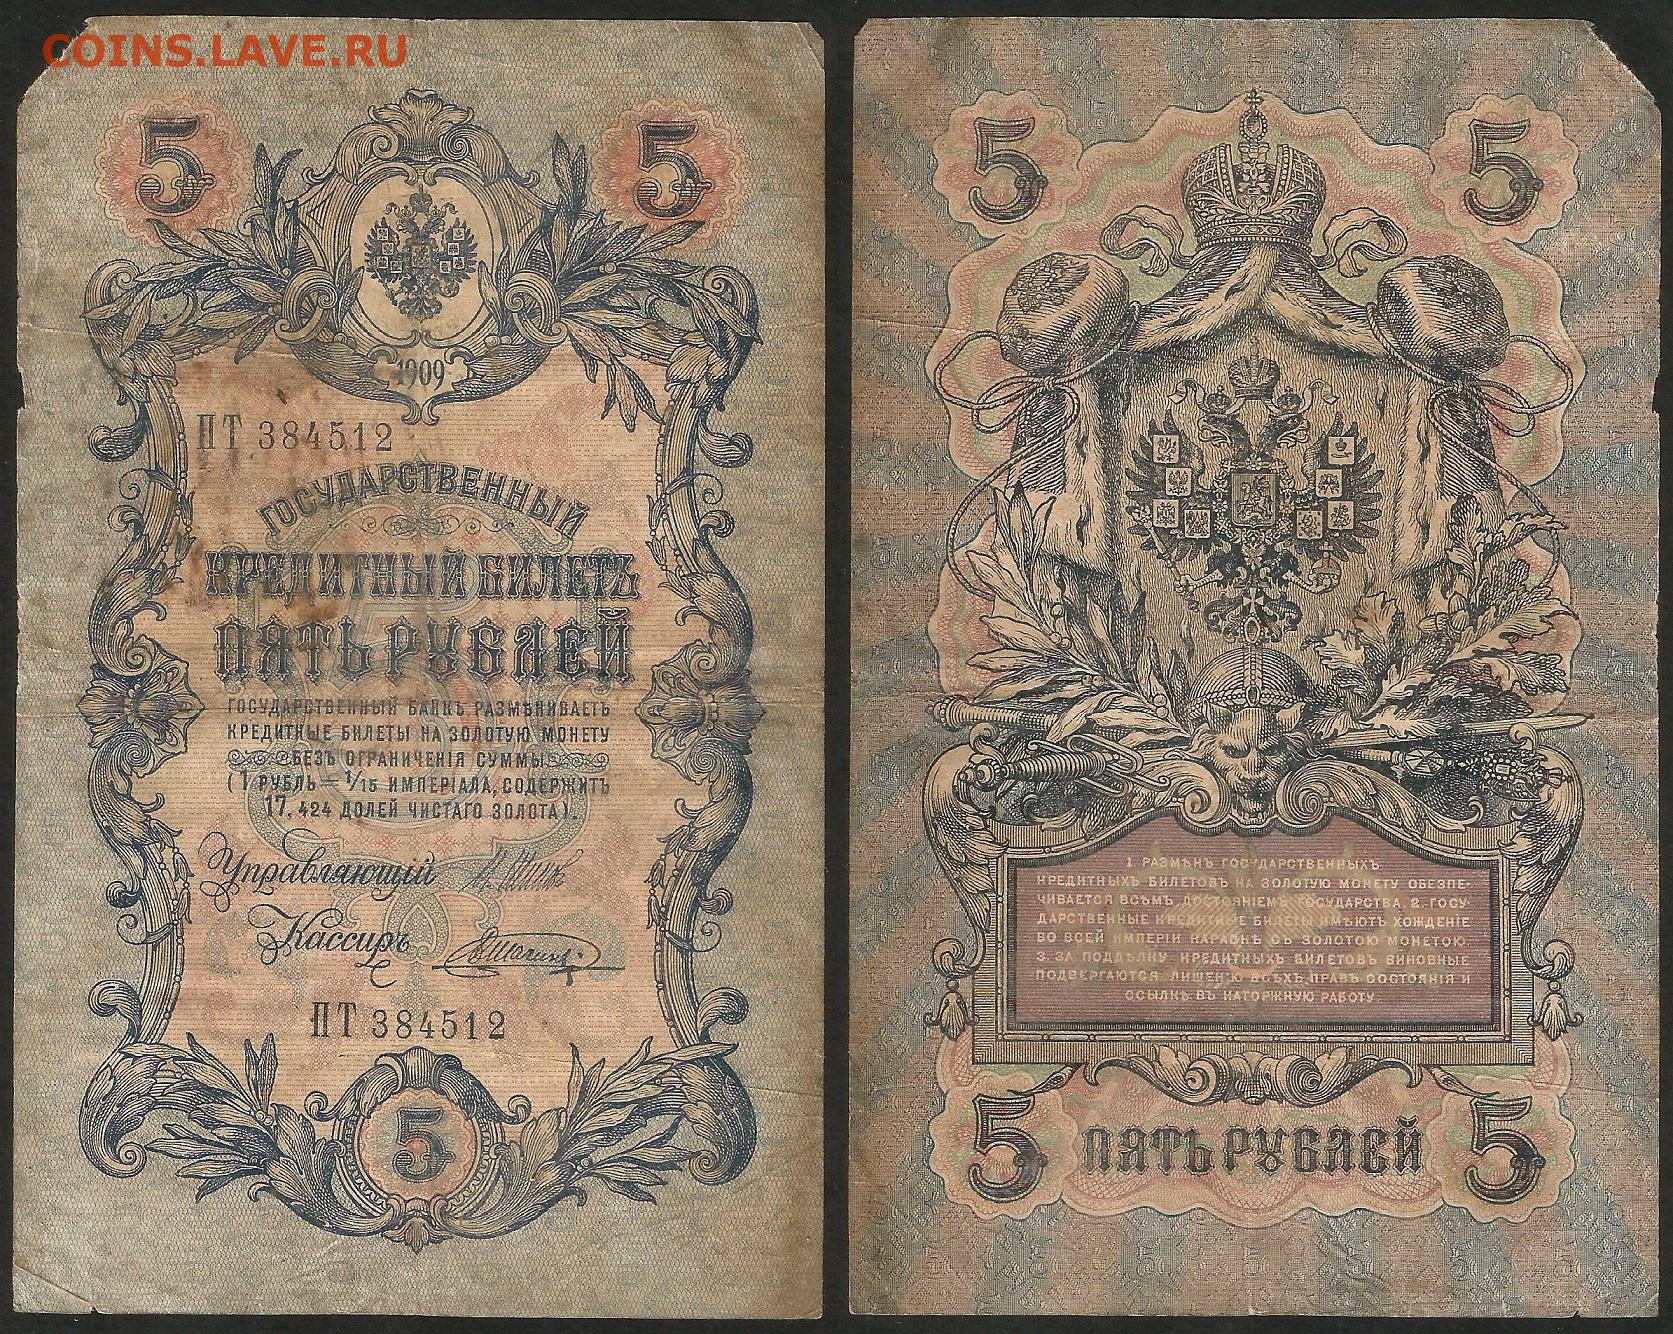 COINS.LAVE.RU
5 5
1909
ПТ 384512
ГОСУДАРСТВЕННЫЙ
КРЕДИТНЫЙ БИЛЕТЪ
ПЯТЬ РУБЛЕЙ
ГОСУДАРСТВЕННЫЙ БАНКЪ РАЗМѢНИВАЕТЪ
КРЕДИТНЫЕ БИЛЕТЫ НА ЗОЛОТУЮ МОНЕТУ
БЕЗЪ ОГРАНИЧЕНІЯ СУММЫ
(1 РУБЛЬ = 1/15 ИМПЕРІАЛА, СОДЕРЖИТЪ
17,424 ДОЛЕЙ ЧИСТАГО ЗОЛОТА).
Управляющій
Кассиръ
ПТ 384512
5
5 5
1 РАЗМѢНЪ ГОСУДАРСТВЕННЫХЪ
КРЕДИТНЫХЪ БИЛЕТОВЪ НА ЗОЛОТУЮ МОНЕТУ ОБЕЗПЕ-
ЧИВАЕТСЯ ВСѢМЪ ДОСТОЯНІЕМЪ ГОСУДАРСТВА. 2. ГОСУ-
ДАРСТВЕННЫЕ КРЕДИТНЫЕ БИЛЕТЫ ИМѢЮТЪ ХОЖДЕНІЕ
ВО ВСЕЙ ИМПЕРІИ НАРАВНѢ СЪ ЗОЛОТОЮ МОНЕТОЮ.
3. ЗА ПОДДѢЛКУ КРЕДИТНЫХЪ БИЛЕТОВЪ ВИНОВНЫЕ
ПОДВЕРГАЮТСЯ ЛИШЕНІЮ ВСѢХЪ ПРАВЪ СОСТОЯНІЯ И
ССЫЛКѢ ВЪ КАТОРЖНУЮ РАБОТУ.
5 ПЯТЬ РУБЛЕЙ 5